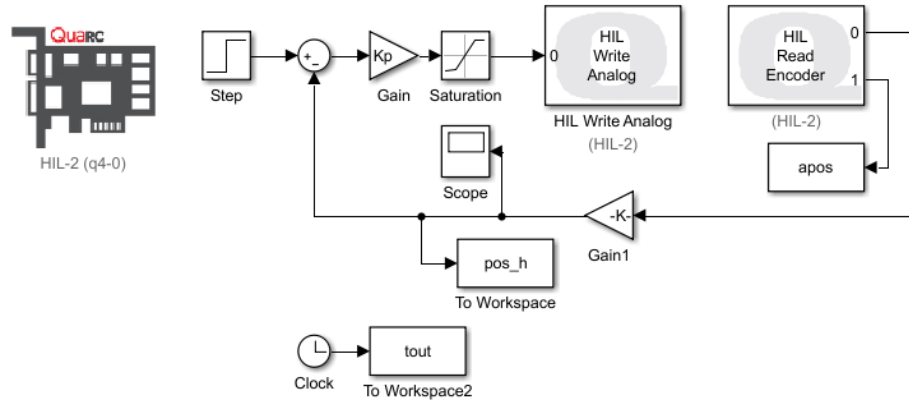 QUARC
HIL-2 (q4-0)
Step
+
-
Kp
Gain
Saturation
0
HIL
Write
Analog
HIL Write Analog
(HIL-2)
HIL
Read
Encoder
0
1
(HIL-2)
apos
Scope
-K-
Gain1
pos_h
To Workspace
Clock
tout
To Workspace2